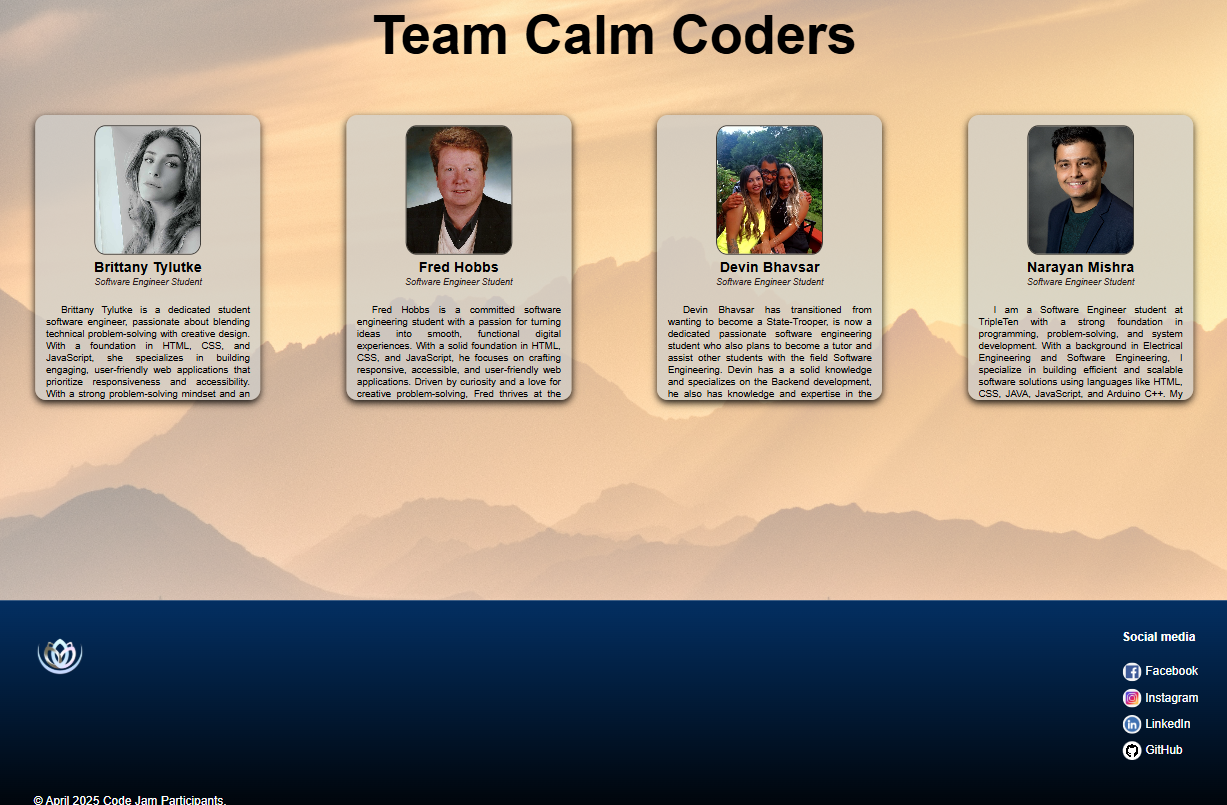 Team Calm Coders
Brittany Tylutke
Software Engineer Student
Brittany Tylutke is a dedicated student
software engineer, passionate about blending
technical problem-solving with creative design.
With a foundation in HTML, CSS, and
JavaScript, she specializes in building
engaging, user-friendly web applications that
prioritize responsiveness and accessibility.
With a strong problem-solving mindset and an
Fred Hobbs
Software Engineer Student
Fred Hobbs is a committed software
engineering student with a passion for turning
ideas into smooth, functional digital
experiences. With a solid foundation in HTML,
CSS, and JavaScript, he focuses on crafting
responsive, accessible, and user-friendly web
applications. Driven by curiosity and a love for
creative problem-solving, Fred thrives at the
Devin Bhavsar
Software Engineer Student
Devin Bhavsar has transitioned from
wanting to become a State-Trooper, is now a
dedicated passionate software engineering
student who also plans to become a tutor and
assist other students with the field Software
Engineering. Devin has a a solid knowledge
and specializes on the Backend development,
he also has knowledge and expertise in the
Narayan Mishra
Software Engineer Student
I am a Software Engineer student at
TripleTen with a strong foundation in
programming, problem-solving, and system
development. With a background in Electrical
Engineering and Software Engineering, I
specialize in building efficient and scalable
software solutions using languages like HTML,
CSS, JAVA, JavaScript, and Arduino C++. My
Social media
Facebook
Instagram
LinkedIn
GitHub
© April 2025 Code Jam Participants.